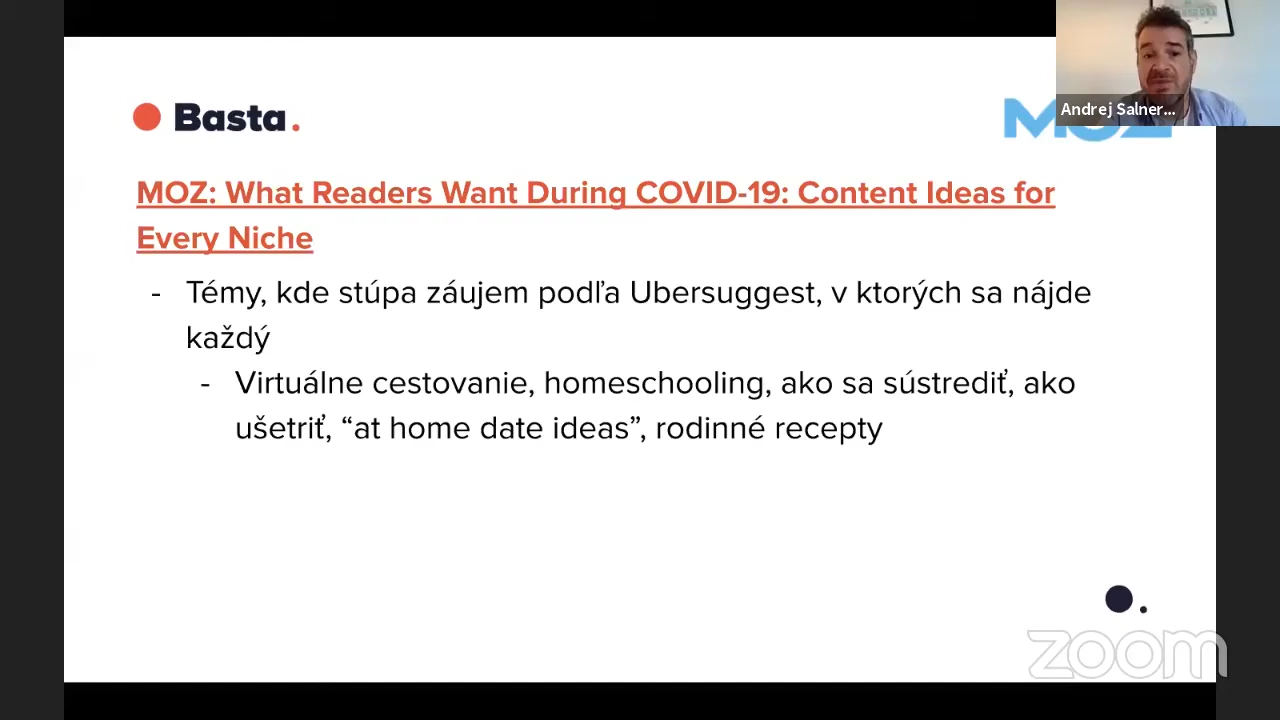 Basta.
MOZ
Andrej Salner...
MOZ: What Readers Want During COVID-19: Content Ideas for
Every Niche
- Témy, kde stúpa záujem podľa Ubersuggest, v ktorých sa nájde
každý
- Virtuálne cestovanie, homeschooling, ako sa sústrediť, ako
ušetriť, “at home date ideas”, rodinné recepty
zoom